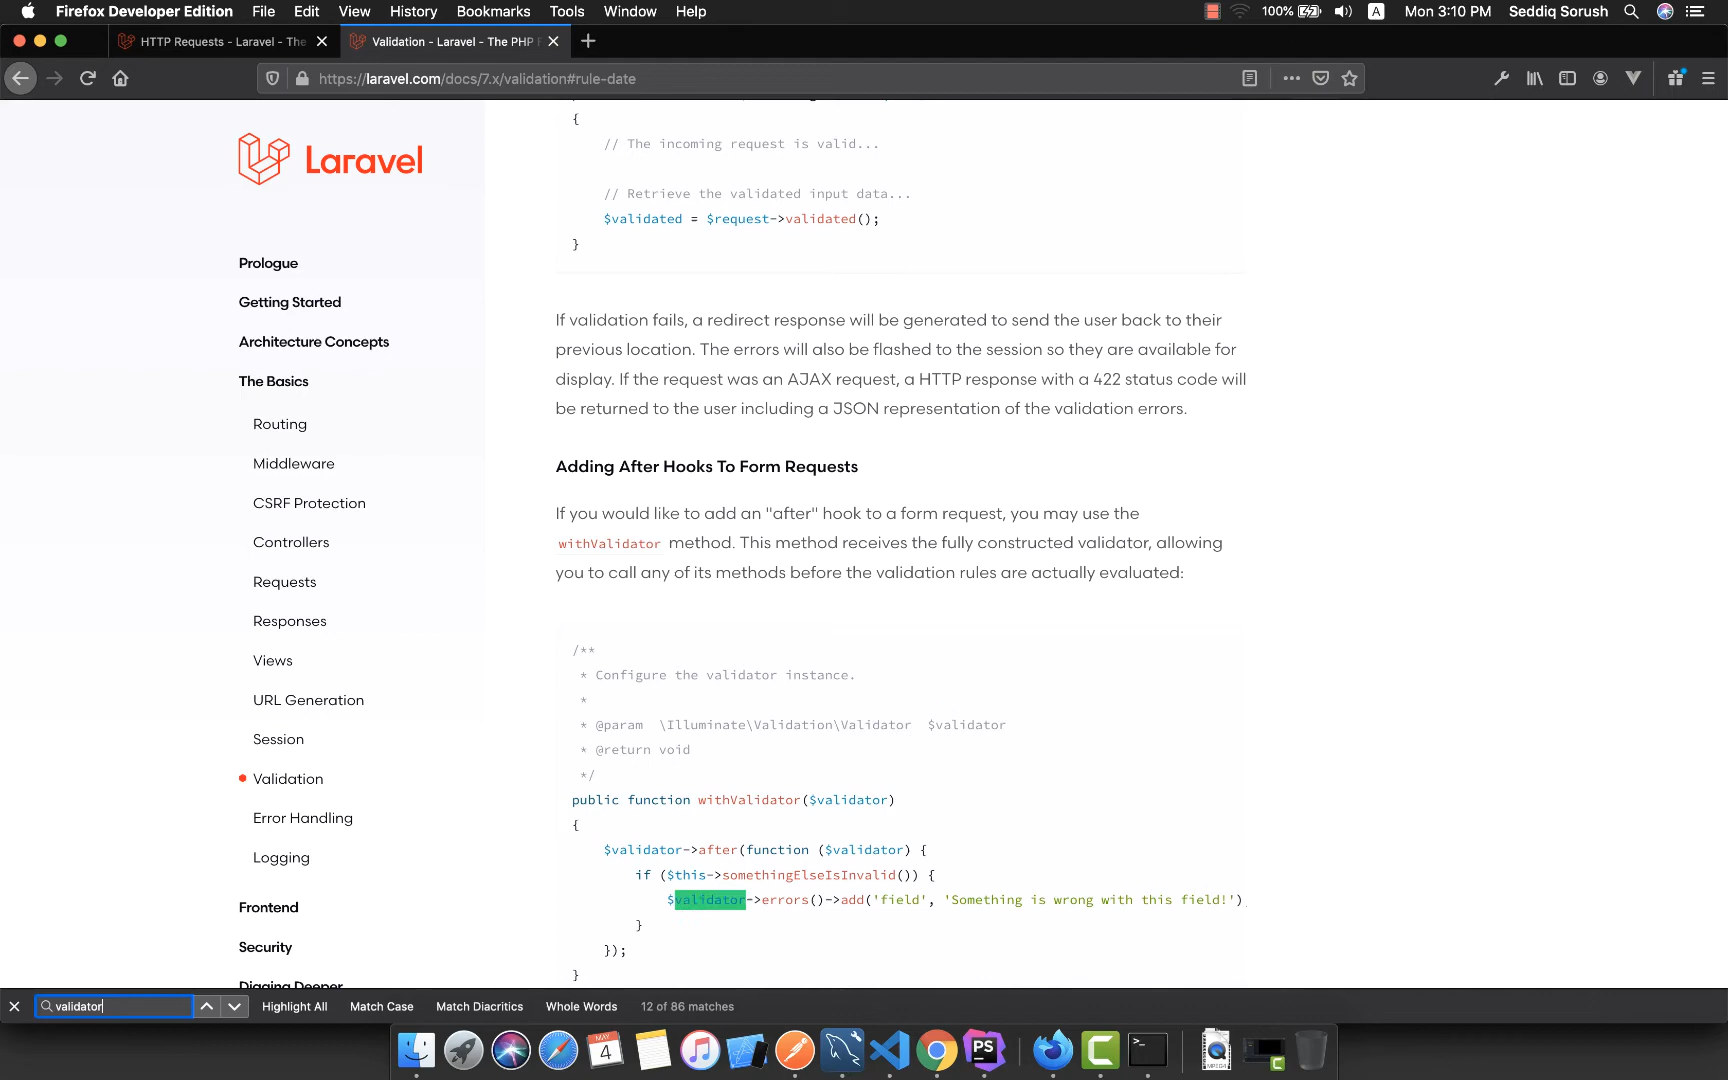 Firefox Developer Edition File Edit View History Bookmarks Tools Window Help 100% A Mon 3:10 PM Seddiq Sorush
HTTP Requests - Laravel - The Validation - Laravel - The PHP F
https://laravel.com/docs/7.x/validation#rule-date
Laravel
Prologue
Getting Started
Architecture Concepts
The Basics
Routing
Middleware
CSRF Protection
Controllers
Requests
Responses
Views
URL Generation
Session
Validation
Error Handling
Logging
Frontend
Security
Digging Deeper
{
// The incoming request is valid...
// Retrieve the validated input data...
$validated = $request->validated();
}
If validation fails, a redirect response will be generated to send the user back to their
previous location. The errors will also be flashed to the session so they are available for
display. If the request was an AJAX request, a HTTP response with a 422 status code will
be returned to the user including a JSON representation of the validation errors.
Adding After Hooks To Form Requests
If you would like to add an "after" hook to a form request, you may use the
withValidator method. This method receives the fully constructed validator, allowing
you to call any of its methods before the validation rules are actually evaluated:
/**
* Configure the validator instance.
*
* @param \Illuminate\Validation\Validator $validator
* @return void
*/
public function withValidator($validator)
{
$validator->after(function ($validator) {
if ($this->somethingElseIsInvalid()) {
$validator->errors()->add('field', 'Something is wrong with this field!')
}
});
}
validator Highlight All Match Case Match Diacritics Whole Words 12 of 86 matches
MAY
4
PS
>_
C
MPEG4